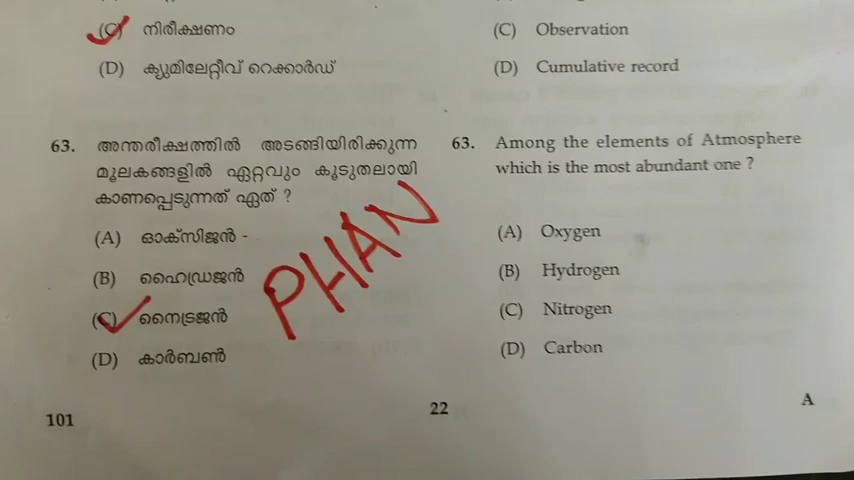 (C) നിരീക്ഷണം
(D) ക്യുമിലേറ്റീവ് റെക്കാർഡ്
63. അന്തരീക്ഷത്തിൽ അടങ്ങിയിരിക്കുന്ന
മൂലകങ്ങളിൽ ഏറ്റവും കൂടുതലായി
കാണപ്പെടുന്നത് ഏത് ?
(A) ഓക്സിജൻ -
(B) ഹൈഡ്രജൻ
(C) നൈട്രജൻ
(D) കാർബൺ
PHAN
101
(C) Observation
(D) Cumulative record
63. Among the elements of Atmosphere
which is the most abundant one ?
(A) Oxygen
(B) Hydrogen
(C) Nitrogen
(D) Carbon
22
A